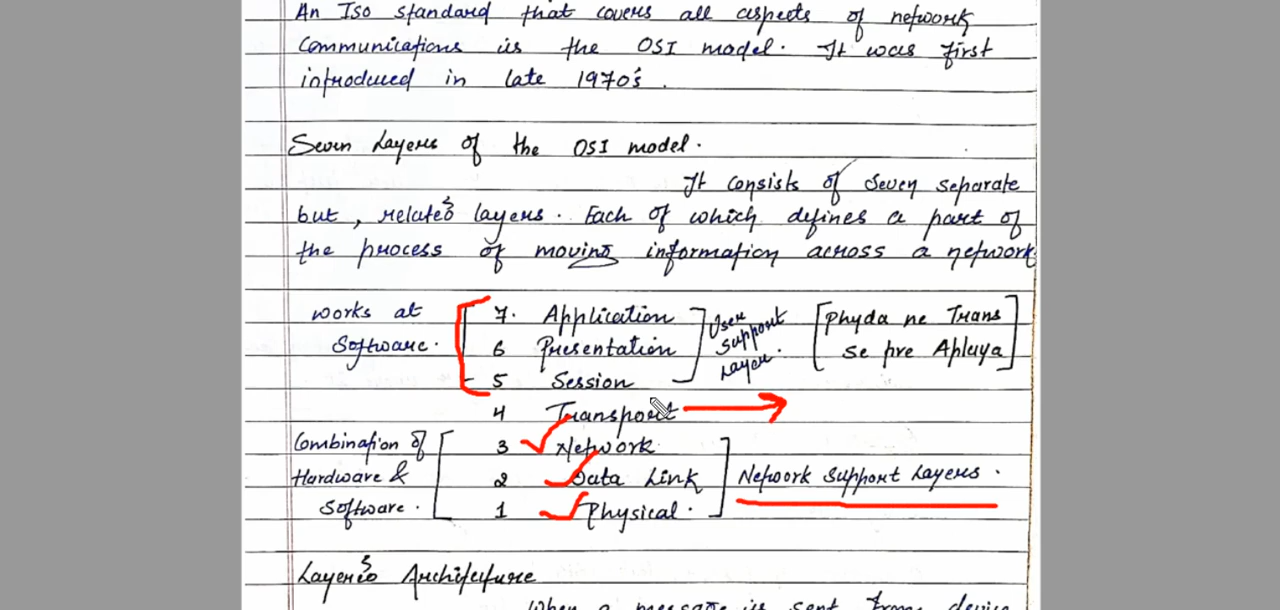 An Iso standard that covers all aspects of network
Communications is the OSI model. It was first
introduced in late 1970's.
Seven Layers of the OSI model.
It consists of seven separate
but, related layers. Each of which defines a part of
the process of moving information across a network
works at
Software.
7. Application
6 Presentation
5 Session
User
support
Layer.
[Phyda ne Trans
se pre Apluya]
4 Transport
Combination of
Hardware &
Software.
3 Network.
2 Data Link
1 Physical.
Network support Layers.
Layered Architecture
When a message is sent from device